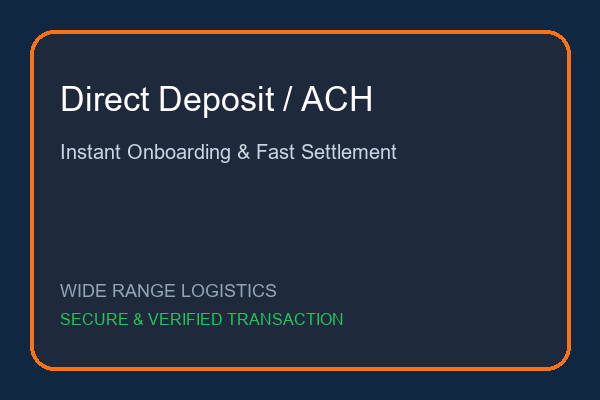 Direct Deposit / ACH
Instant Onboarding & Fast Settlement
WIDE RANGE LOGISTICS
SECURE & VERIFIED TRANSACTION